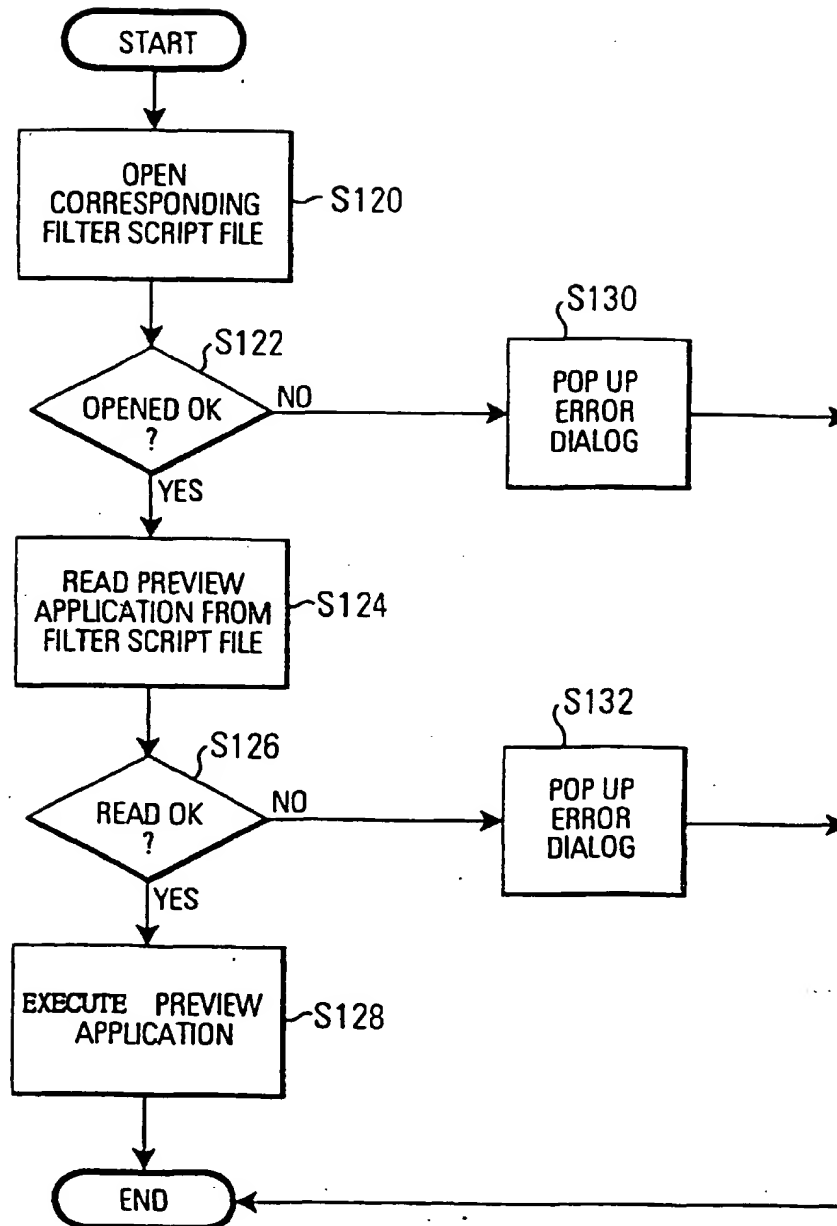 START
OPEN
CORRESPONDING
FILTER SCRIPT FILE
S120
S122
OPENED OK
?
NO
YES
S130
POP UP
ERROR
DIALOG
READ PREVIEW
APPLICATION FROM
FILTER SCRIPT FILE
S124
S126
READ OK
?
NO
YES
S132
POP UP
ERROR
DIALOG
EXECUTE PREVIEW
APPLICATION
S128
END